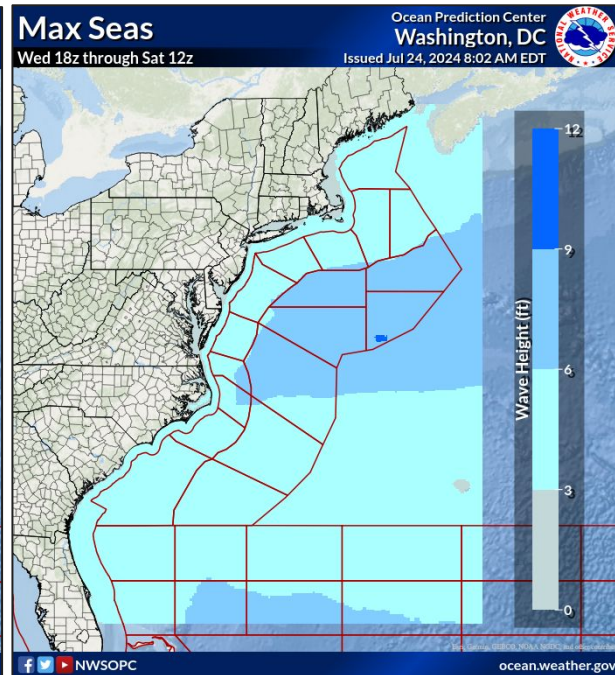 Max Seas
Wed 18z through Sat 12z
Ocean Prediction Center
Washington, DC
Issued Jul 24, 2024 8:02 AM EDT
NATIONAL WEATHER SERVICE
12
9
6
3
0
Wave Height (ft)
NWSOPC
ocean.weather.gov